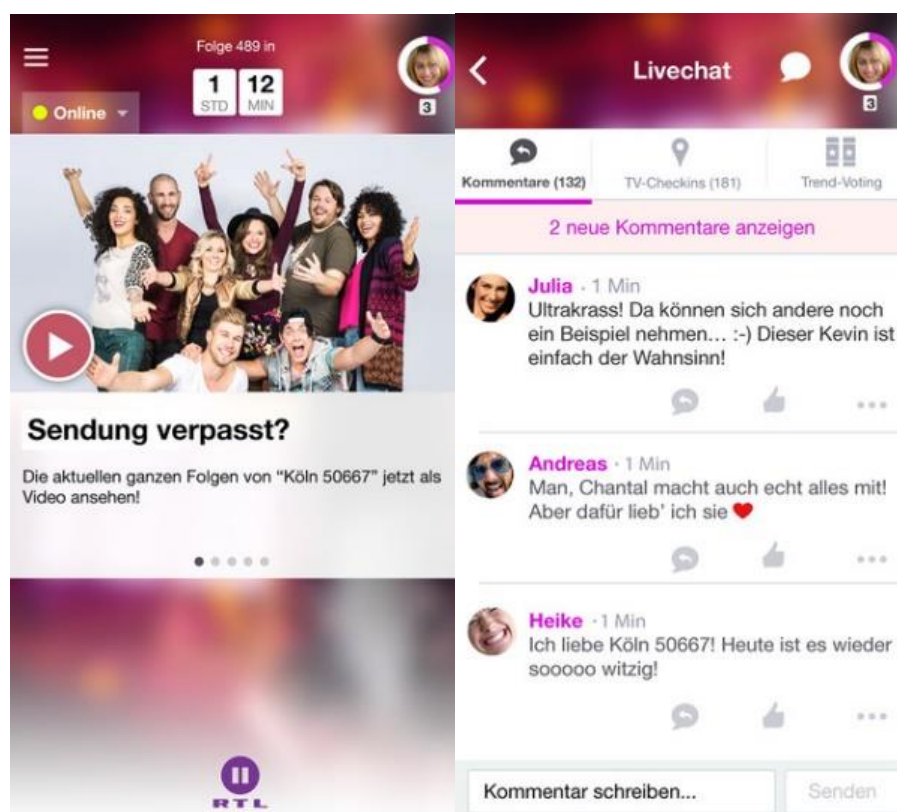 Folge 489 in
1 12
STD MIN
Online
3
Sendung verpasst?
Die aktuellen ganzen Folgen von “Köln 50667” jetzt als
Video ansehen!
II
RTL
Livechat
3
Kommentare (132) TV-Checkins (181) Trend-Voting
2 neue Kommentare anzeigen
Julia · 1 Min
Ultrakrass! Da können sich andere noch
ein Beispiel nehmen... :-) Dieser Kevin ist
einfach der Wahnsinn!
Andreas · 1 Min
Man, Chantal macht auch echt alles mit!
Aber dafür lieb’ ich sie ❤
Heike · 1 Min
Ich liebe Köln 50667! Heute ist es wieder
sooooo witzig!
Kommentar schreiben... Senden